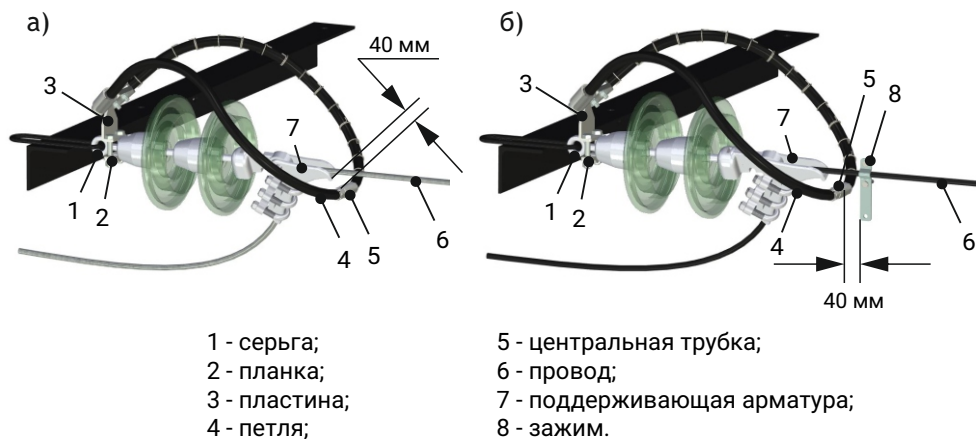 а)
40 мм
3
7
1
2
4
5
6
б)
3
7
5
8
1
2
4
6
40 мм
1 - серьга;
2 - планка;
3 - пластина;
4 - петля;
5 - центральная трубка;
6 - провод;
7 - поддерживающая арматура;
8 - зажим.